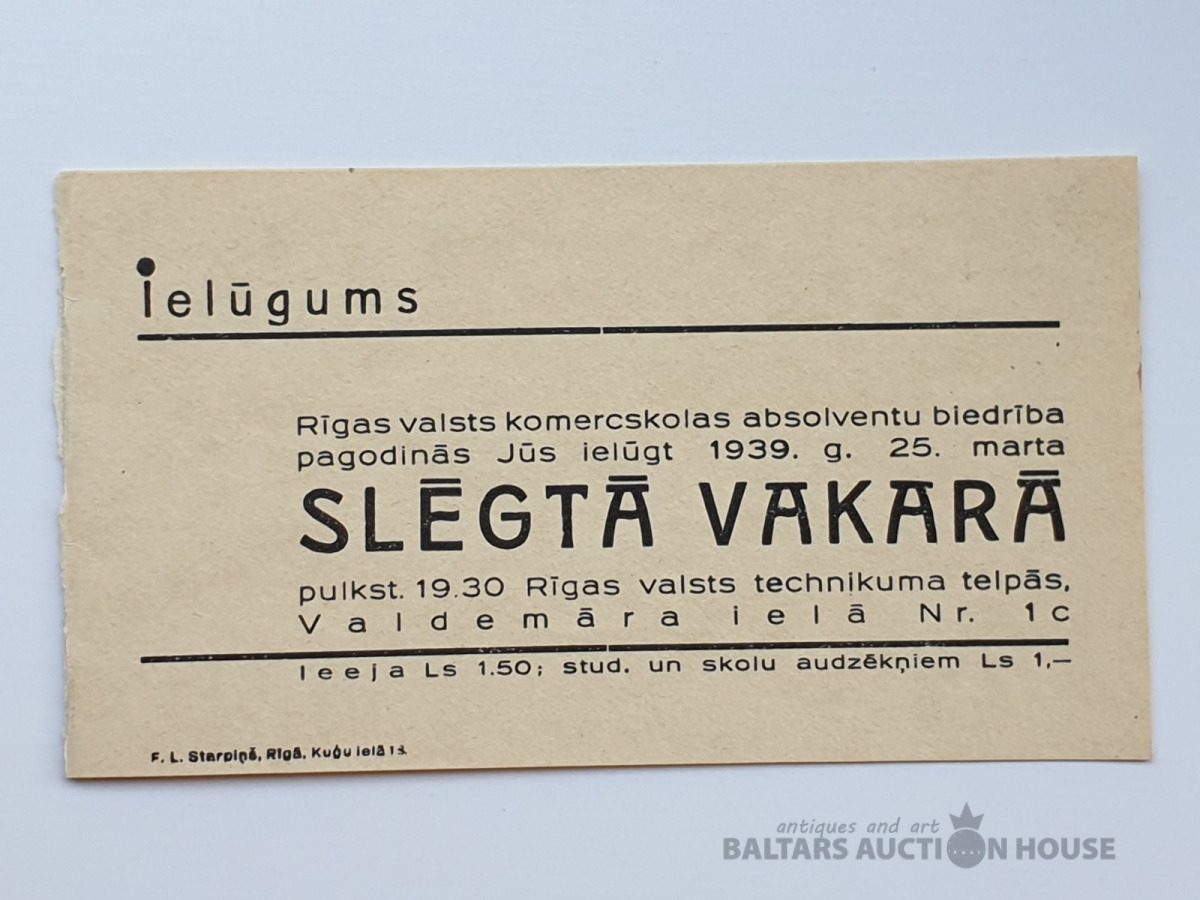 ielūgums
Rīgas valsts komercskolas absolventu biedrība
pagodinās Jūs ielūgt 1939. g. 25. marta
SLĒGTĀ VAKARĀ
pulkst. 19.30 Rīgas valsts technikuma telpās,
Valdemāra ielā Nr. 1c
Ieeja Ls 1.50; stud. un skolu audzēkņiem Ls 1,—
F. L. Starpiņš, Rīgā, Kuģu ielā
antiques and art
BALTARS AUCTION HOUSE